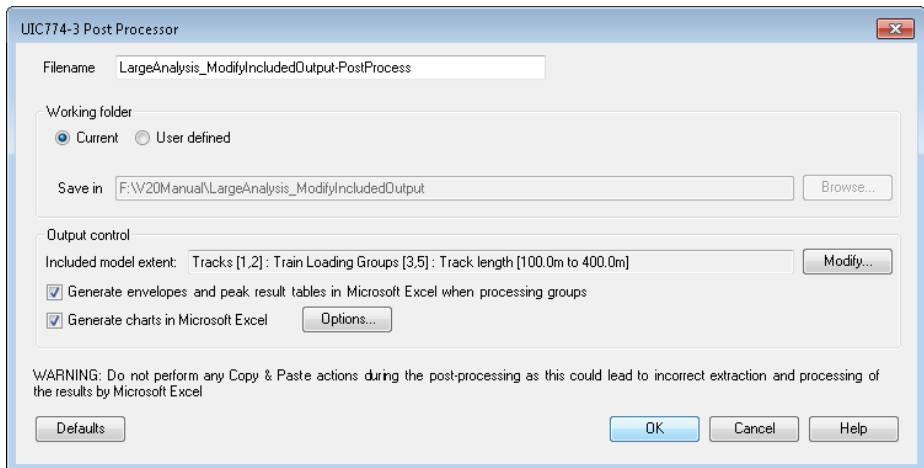 UIC774-3 Post Processor
Filename LargeAnalysis_ModifyIncludedOutput-PostProcess
Working folder
Current User defined
Save in F:\V20Manual\LargeAnalysis_ModifyIncludedOutput Browse...
Output control
Included model extent: Tracks [1,2] : Train Loading Groups [3,5] : Track length [100.0m to 400.0m] Modify...
Generate envelopes and peak result tables in Microsoft Excel when processing groups
Generate charts in Microsoft Excel Options...
WARNING: Do not perform any Copy & Paste actions during the post-processing as this could lead to incorrect extraction and processing of
the results by Microsoft Excel
Defaults OK Cancel Help